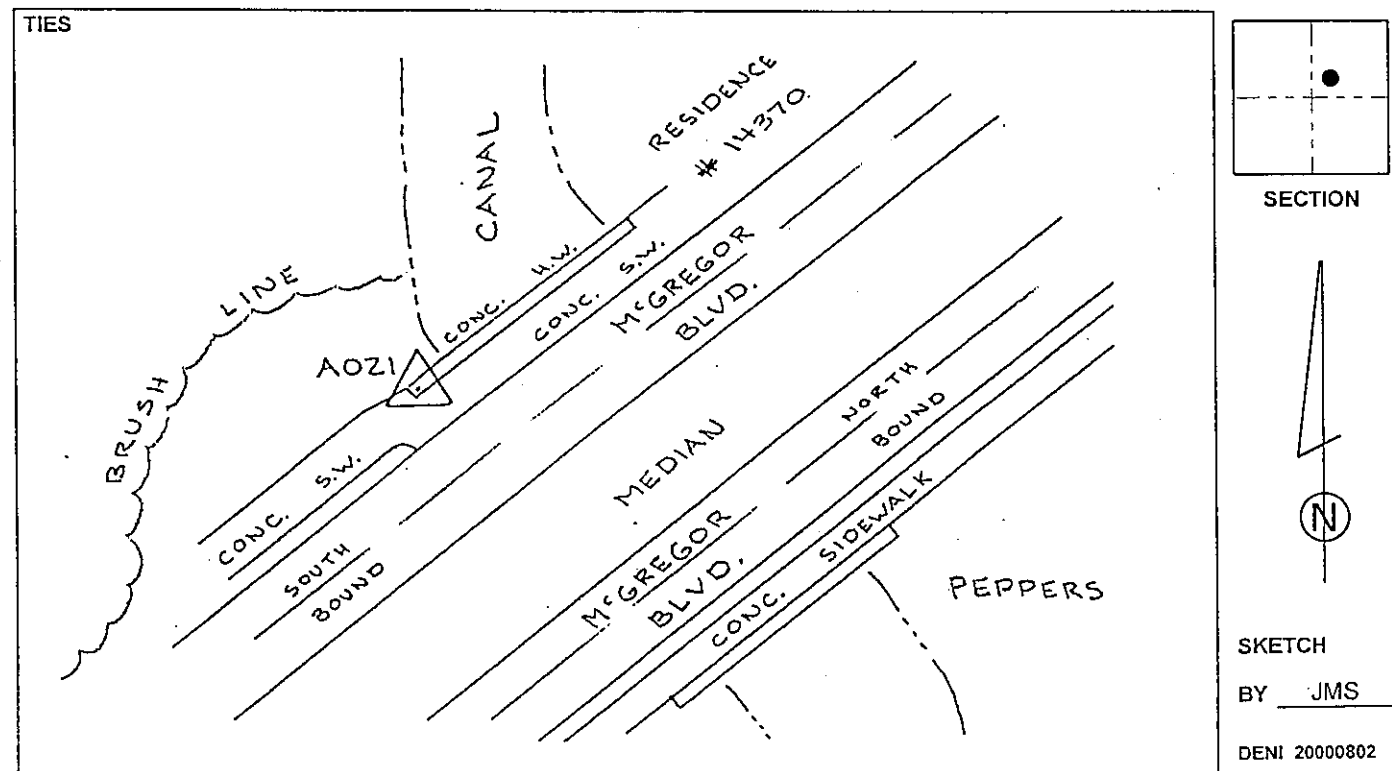 TIES
RESIDENCE
# 14370
CANAL
BRUSH LINE
CONC. H.W.
CONC. S.W.
McGREGOR
BLVD.
A021
CONC. S.W.
SOUTH
BOUND
MEDIAN
NORTH
BOUND
McGREGOR
BLVD.
CONC. SIDEWALK
PEPPERS
SECTION
N
SKETCH
BY JMS
DENI 20000802